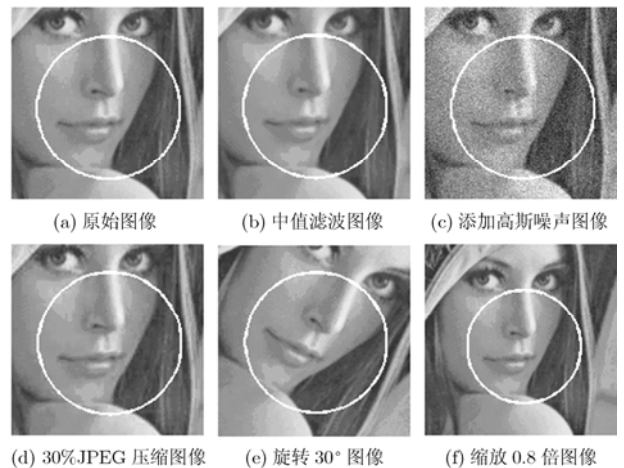 (a) 原始图像
(b) 中值滤波图像
(c) 添加高斯噪声图像
(d) 30%JPEG 压缩图像
(e) 旋转 30° 图像
(f) 缩放 0.8 倍图像